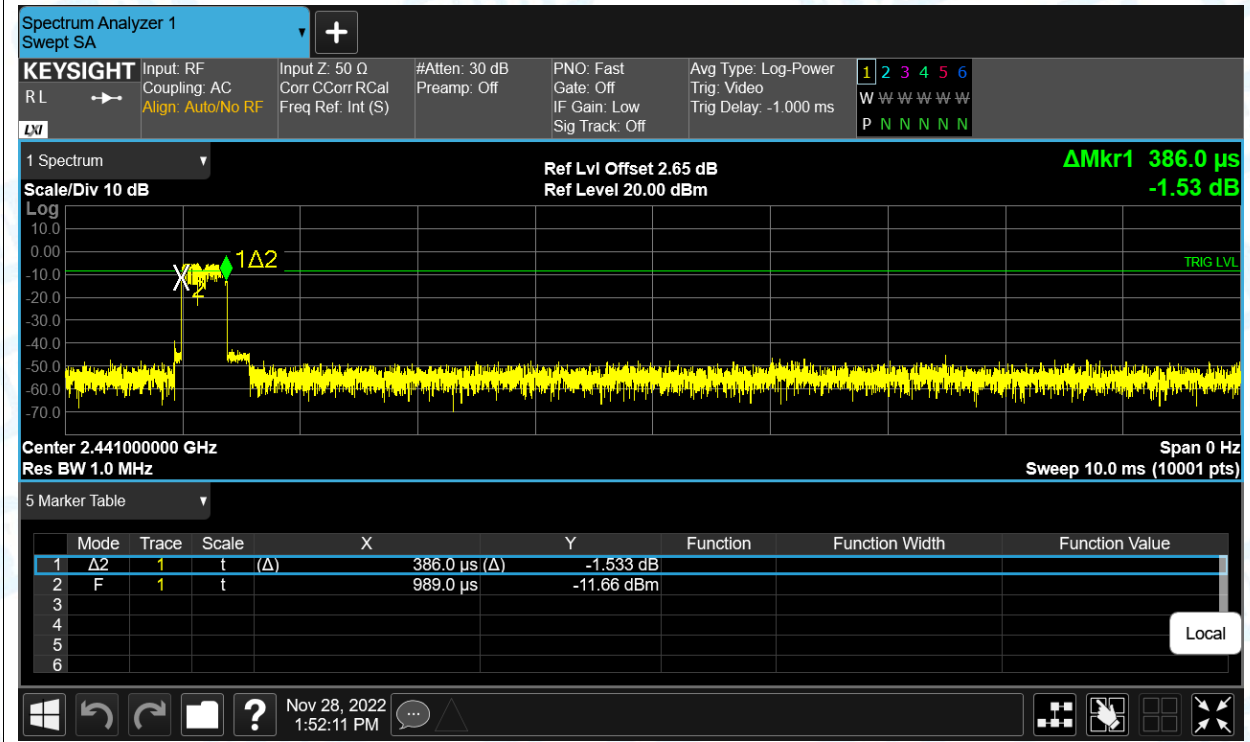 Spectrum Analyzer 1
Swept SA
KEYSIGHT
R L
LXI
Input: RF
Coupling: AC
Align: Auto/No RF
Input Z: 50 Ω
Corr CCorr RCal
Freq Ref: Int (S)
#Atten: 30 dB
Preamp: Off
PNO: Fast
Gate: Off
IF Gain: Low
Sig Track: Off
Avg Type: Log-Power
Trig: Video
Trig Delay: -1.000 ms
1 2 3 4 5 6
W W W W W W
P N N N N N
1 Spectrum
Scale/Div 10 dB
Ref Lvl Offset 2.65 dB
Ref Level 20.00 dBm
ΔMkr1 386.0 µs
-1.53 dB
Log
10.0
0.00
-10.0
-20.0
-30.0
-40.0
-50.0
-60.0
-70.0
1Δ2
X
2
TRIG LVL
Center 2.441000000 GHz
Span 0 Hz
Res BW 1.0 MHz
Sweep 10.0 ms (10001 pts)
5 Marker Table
Mode Trace Scale X Y Function Function Width Function Value
1 Δ2 1 t (Δ) 386.0 µs (Δ) -1.533 dB
2 F 1 t 989.0 µs -11.66 dBm
3
4
5
6
Local
?
Nov 28, 2022
1:52:11 PM